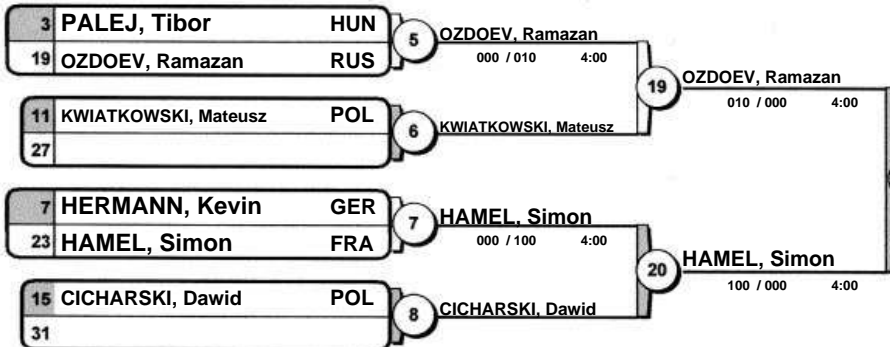 3 PALEJ, Tibor HUN
19 OZDOEV, Ramazan RUS
5 OZDOEV, Ramazan
000 / 010 4:00
11 KWIATKOWSKI, Mateusz POL
27
6 KWIATKOWSKI, Mateusz
19 OZDOEV, Ramazan
010 / 000 4:00
7 HERMANN, Kevin GER
23 HAMEL, Simon FRA
7 HAMEL, Simon
000 / 100 4:00
15 CICHARSKI, Dawid POL
31
8 CICHARSKI, Dawid
20 HAMEL, Simon
100 / 000 4:00